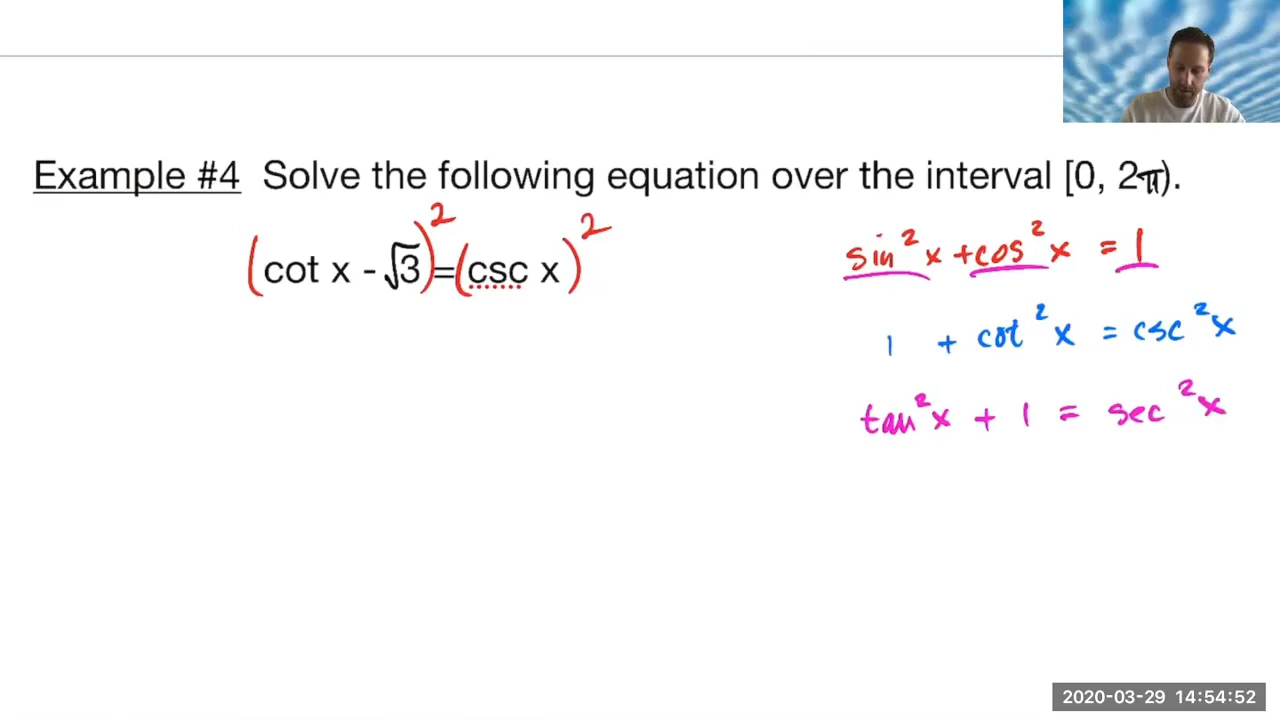 Example #4 Solve the following equation over the interval [0, 2π).
(cot x - √3)²=(csc x)²
sin²x + cos²x = 1
1 + cot²x = csc²x
tan²x + 1 = sec²x
2020-03-29 14:54:52